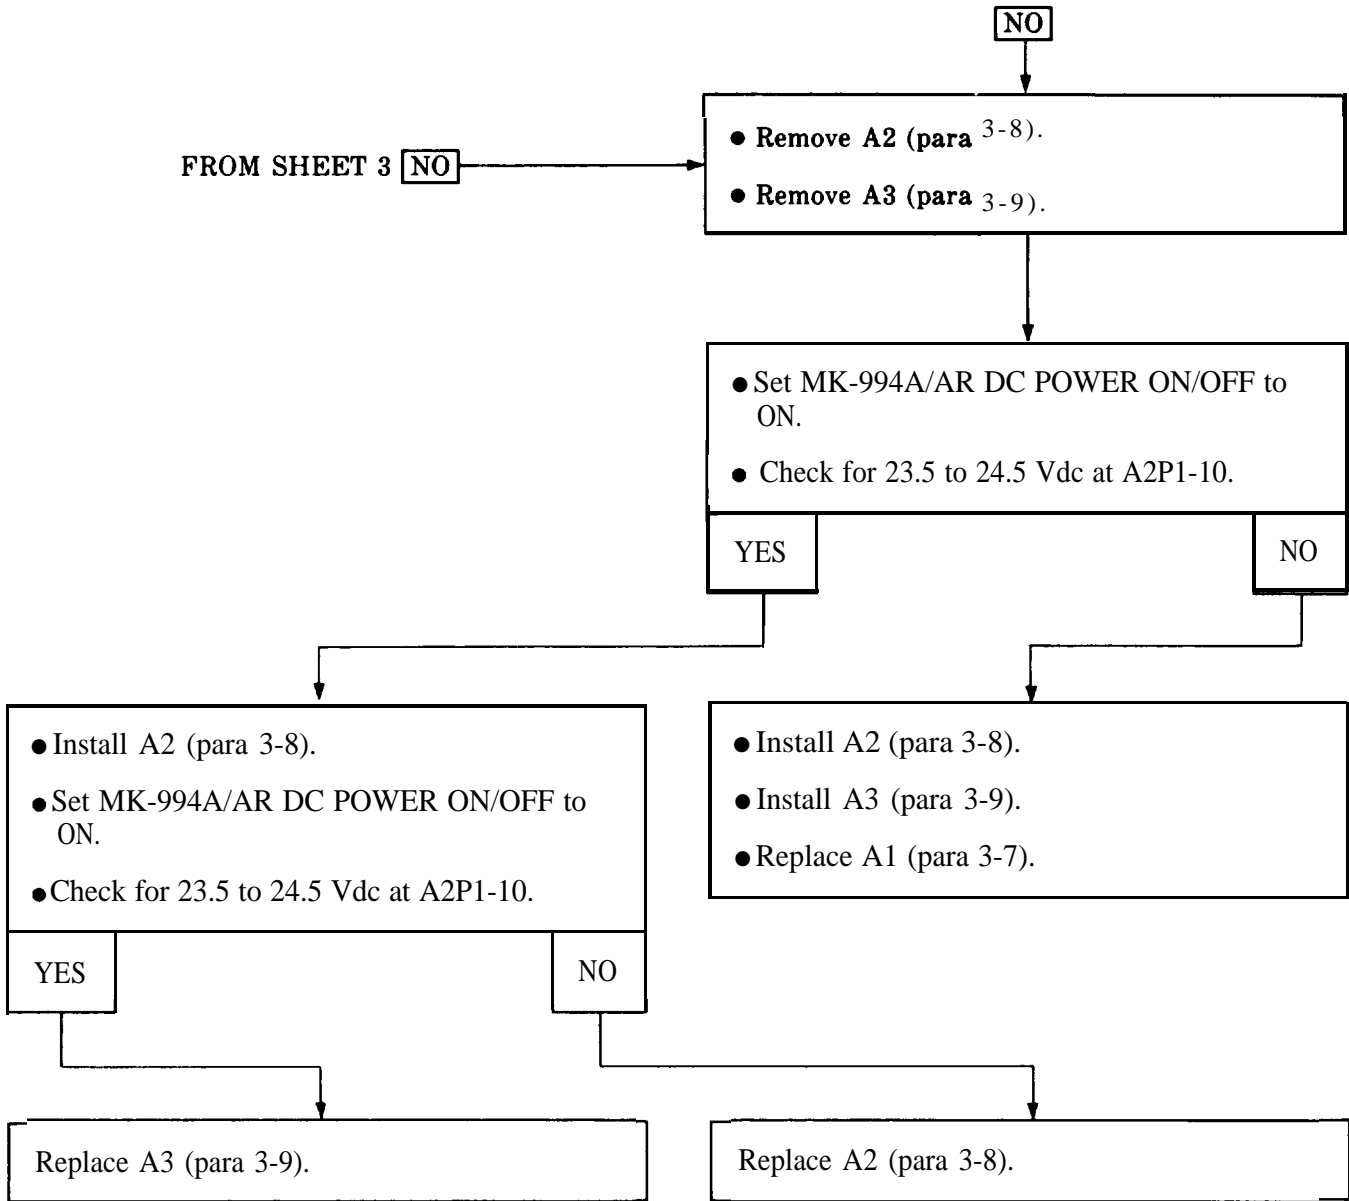 NO
FROM SHEET 3 NO
● Remove A2 (para 3-8).
● Remove A3 (para 3-9).
● Set MK-994A/AR DC POWER ON/OFF to
ON.
● Check for 23.5 to 24.5 Vdc at A2P1-10.
YES
NO
● Install A2 (para 3-8).
● Set MK-994A/AR DC POWER ON/OFF to
ON.
● Check for 23.5 to 24.5 Vdc at A2P1-10.
YES
NO
● Install A2 (para 3-8).
● Install A3 (para 3-9).
● Replace A1 (para 3-7).
Replace A3 (para 3-9).
Replace A2 (para 3-8).